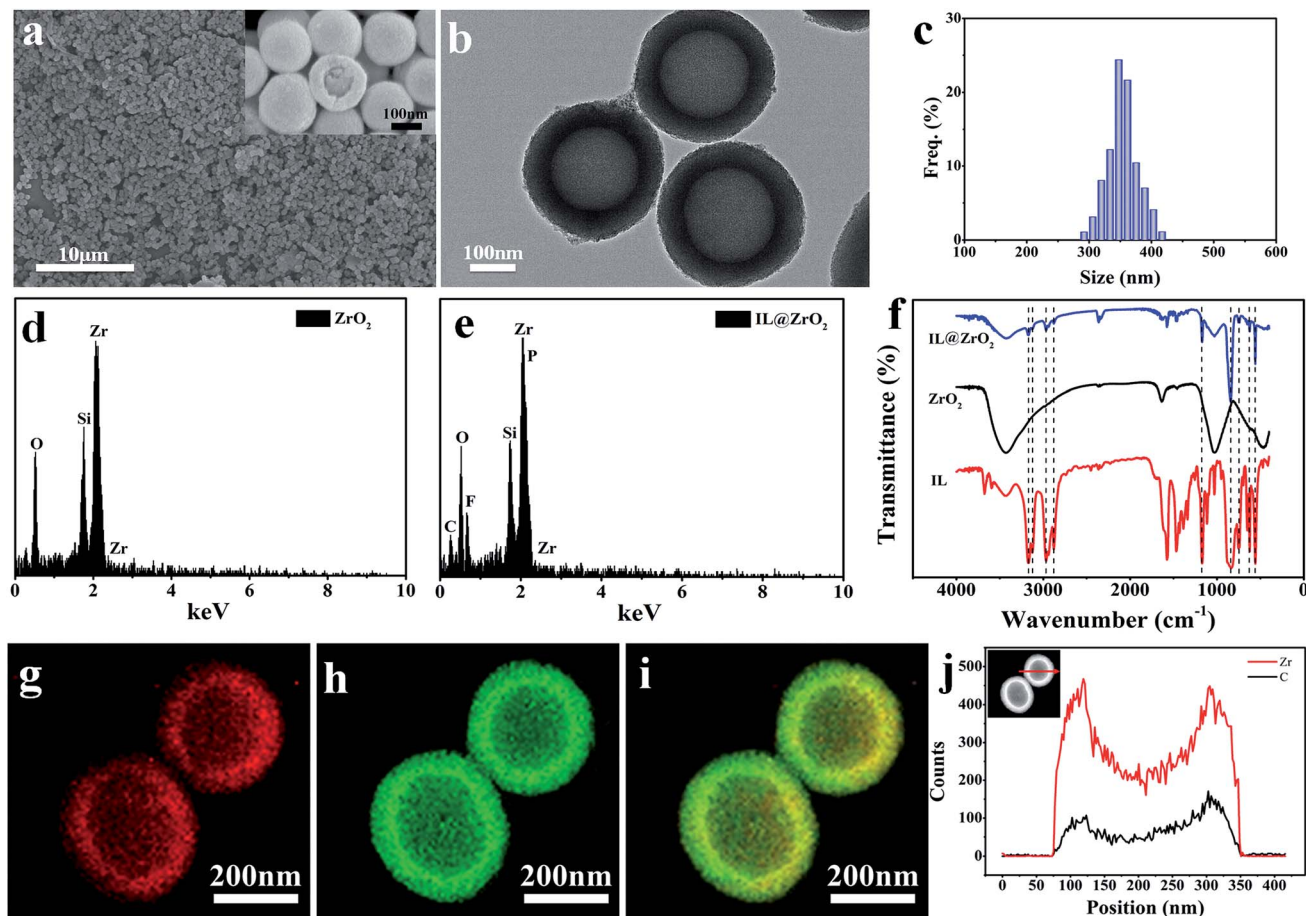 a
100nm
10μm
b
100nm
c
30
20
10
0
Freq. (%)
100 200 300 400 500 600
Size (nm)
d
ZrO₂
Zr
Si
O
Zr
0 2 4 6 8 10
keV
e
IL@ZrO₂
Zr
P
O
Si
F
C
Zr
0 2 4 6 8 10
keV
f
IL@ZrO₂
ZrO₂
IL
Transmittance (%)
4000 3000 2000 1000 0
Wavenumber (cm⁻¹)
g
200nm
h
200nm
i
200nm
j
Zr
C
500
400
300
200
100
0
Counts
0 50 100 150 200 250 300 350 400
Position (nm)